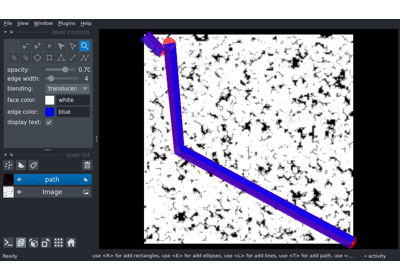 File View Window Plugins Help
layer controls
opacity: 0.70
edge width: 4
blending: translucen
face color: white
edge color: blue
display text:
layer list
path
Image
Ready use <R> for add rectangles, use <E> for add ellipses, use <L> for add lines, use <T> for add path, use <... activity